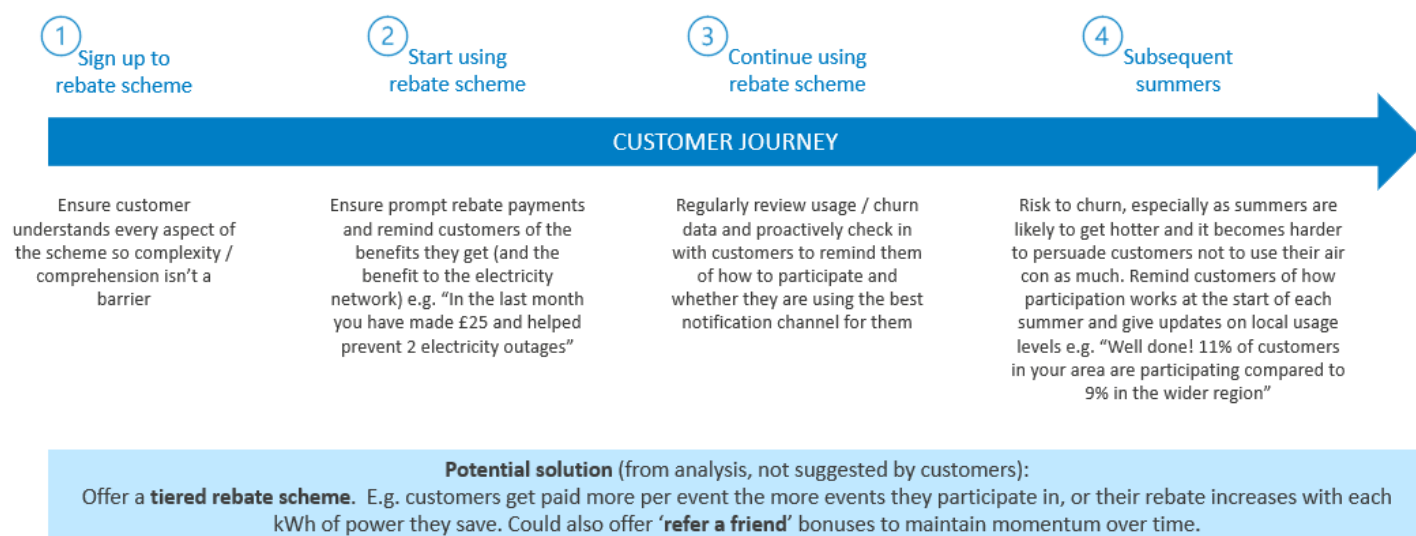 1
Sign up to
rebate scheme
2
Start using
rebate scheme
3
Continue using
rebate scheme
4
Subsequent
summers
CUSTOMER JOURNEY
Ensure customer
understands every aspect of
the scheme so complexity /
comprehension isn't a
barrier
Ensure prompt rebate payments
and remind customers of the
benefits they get (and the
benefit to the electricity
network) e.g. “In the last month
you have made £25 and helped
prevent 2 electricity outages”
Regularly review usage / churn
data and proactively check in
with customers to remind them
of how to participate and
whether they are using the best
notification channel for them
Risk to churn, especially as summers are
likely to get hotter and it becomes harder
to persuade customers not to use their air
con as much. Remind customers of how
participation works at the start of each
summer and give updates on local usage
levels e.g. “Well done! 11% of customers
in your area are participating compared to
9% in the wider region”
Potential solution (from analysis, not suggested by customers):
Offer a tiered rebate scheme.  E.g. customers get paid more per event the more events they participate in, or their rebate increases with each
kWh of power they save. Could also offer ‘refer a friend’ bonuses to maintain momentum over time.